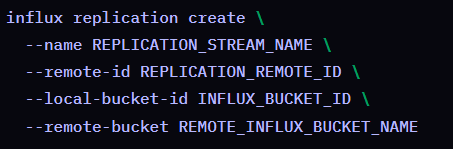 influx replication create \
  --name REPLICATION_STREAM_NAME \
  --remote-id REPLICATION_REMOTE_ID \
  --local-bucket-id INFLUX_BUCKET_ID \
  --remote-bucket REMOTE_INFLUX_BUCKET_NAME